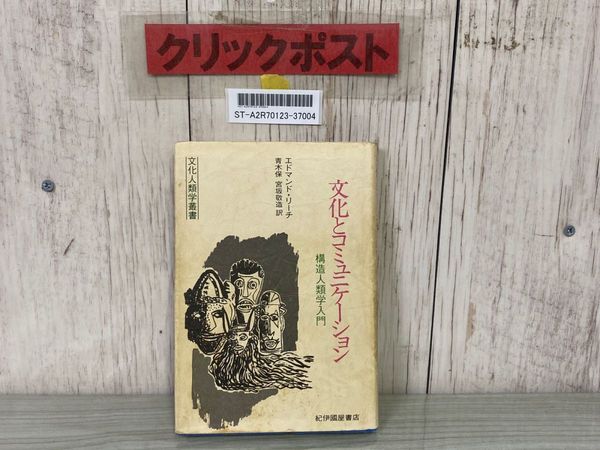 クリックポスト
ST-A2R70123-37004
文化とコミュニケーション
構造人類学入門
エドマンド・リーチ
青木保 宮坂敬造 訳
文化人類学叢書
紀伊國屋書店